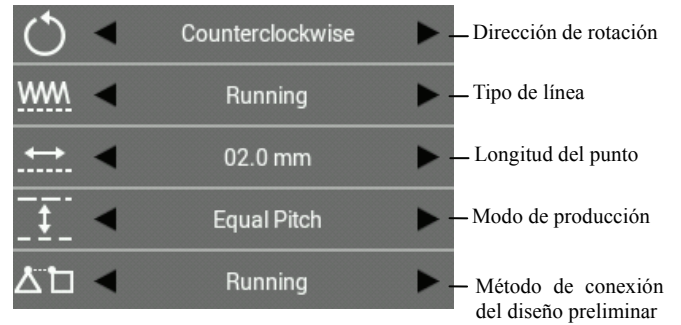 Counterclockwise
Dirección de rotación
Running
Tipo de línea
02.0 mm
Longitud del punto
Equal Pitch
Modo de producción
Running
Método de conexión
del diseño preliminar